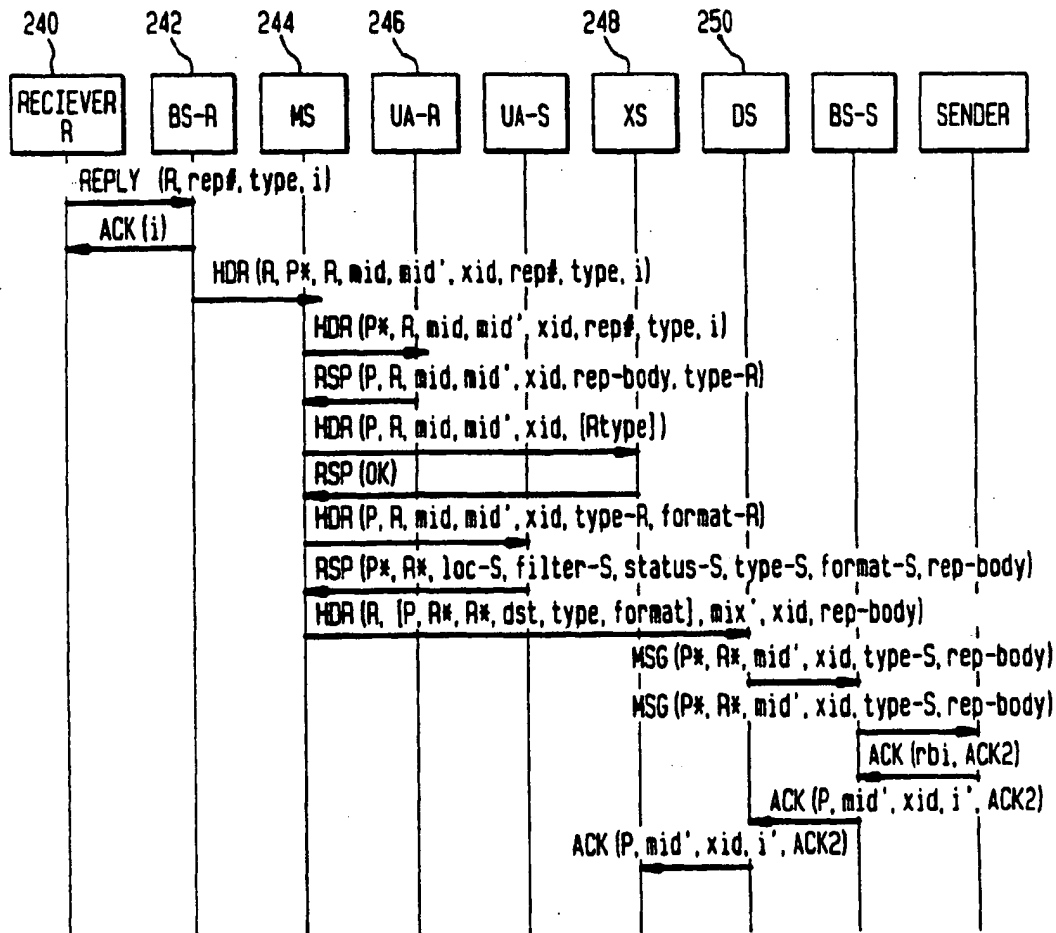 240 242 244 246 248 250
RECIEVER
R
BS-R MS UA-R UA-S XS DS BS-S SENDER
REPLY (R, rep#, type, i)
ACK (i)
HDR (R, P*, R, mid, mid', xid, rep#, type, i)
HDR (P*, R, mid, mid', xid, rep#, type, i)
RSP (P, R, mid, mid', xid, rep-body, type-R)
HDR (P, R, mid, mid', xid, [Rtype])
RSP (OK)
HDR (P, R, mid, mid', xid, type-R, format-R)
RSP (P*, R*, loc-S, filter-S, status-S, type-S, format-S, rep-body)
HDR (R, [P, R*, R*, dst, type, format], mix', xid, rep-body)
MSG (P*, R*, mid', xid, type-S, rep-body)
MSG (P*, R*, mid', xid, type-S, rep-body)
ACK (rbi, ACK2)
ACK (P, mid', xid, i', ACK2)
ACK (P, mid', xid, i', ACK2)